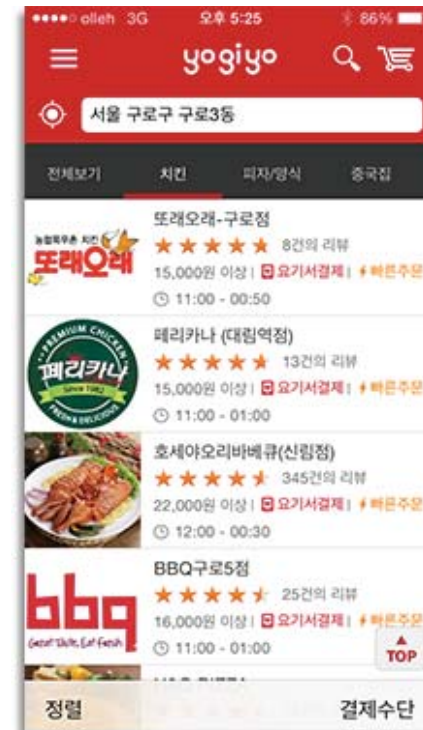 olleh 3G 오후 5:25 86%
yogiyo
서울 구로구 구로3동
전체보기 치킨 피자/양식 중국집
또래오래-구로점
8건의 리뷰
15,000원 이상 | 요기서결제 | 빠른주문
11:00 - 00:50
농협목우촌 치킨
또래오래
페리카나 (대림역점)
13건의 리뷰
15,000원 이상 | 요기서결제 | 빠른주문
11:00 - 01:00
PREMIUM CHICKEN
페리카나
Since 1982
FRESH & DELICIOUS
호세야오리바베큐(신림점)
345건의 리뷰
22,000원 이상 | 요기서결제 | 빠른주문
12:00 - 00:30
BBQ구로5점
25건의 리뷰
16,000원 이상 | 요기서결제 | 빠른주문
11:00 - 01:00
bbq
TOP
정렬 결제수단